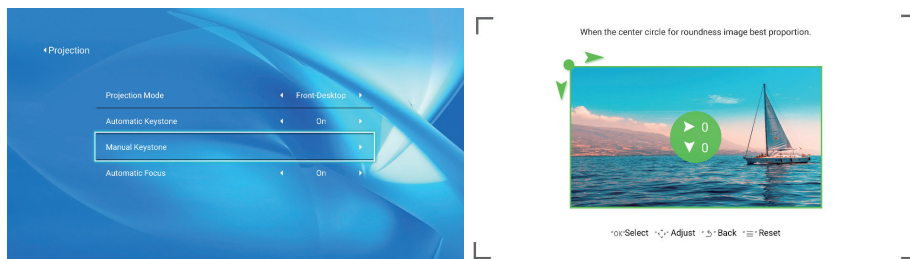 Projection
Projection Mode Front-Desktop
Automatic Keystone On
Manual Keystone
Automatic Focus On
When the center circle for roundness image best proportion.
0
0
"OK"Select Adjust Back Reset